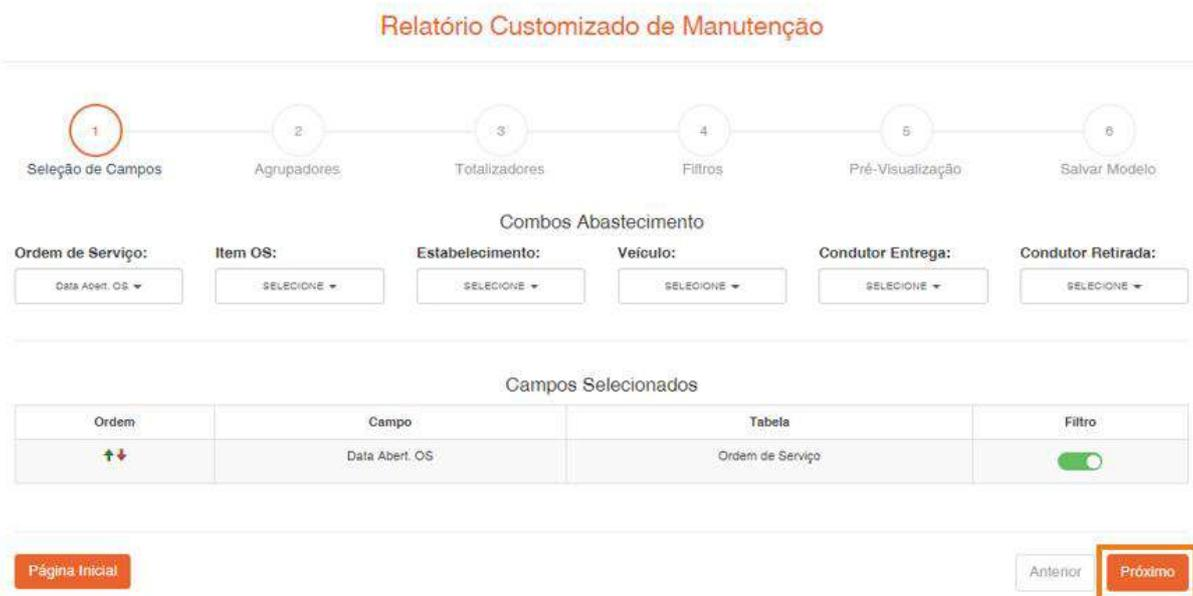 Relatório Customizado de Manutenção
1 2 3 4 5 6
Seleção de Campos Agrupadores Totalizadores Filtros Pré-Visualização Salvar Modelo
Combos Abastecimento
Ordem de Serviço: Item OS: Estabelecimento: Veículo: Condutor Entrega: Condutor Retirada:
Data Abert. OS SELECIONE SELECIONE SELECIONE SELECIONE SELECIONE
Campos Selecionados
Ordem Campo Tabela Filtro
Data Abert. OS Ordem de Serviço
Página Inicial Anterior Próximo